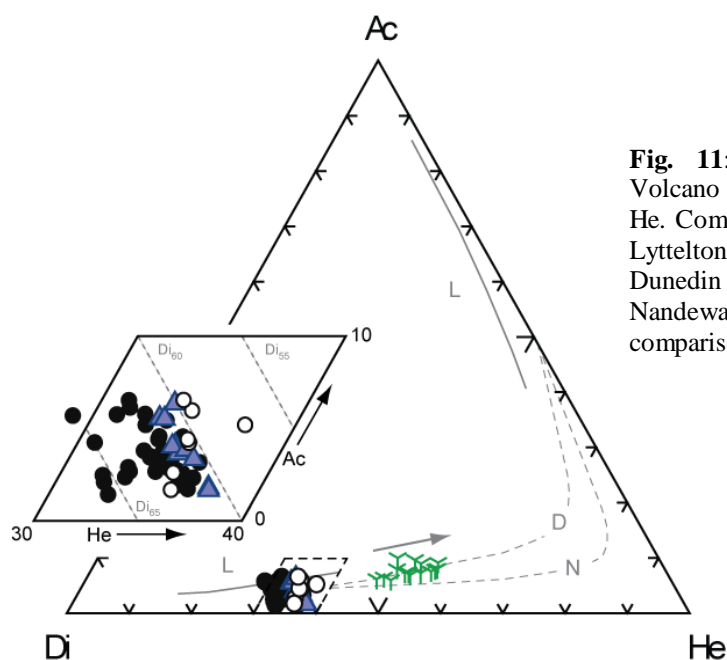 Ac
Fig. 11:
Volcano
He. Com
Lyttelton
Dunedin
Nandewa
comparis
L
Di60
Di55
10
Ac
Di65
30
He
40
0
L
D
N
Di
He